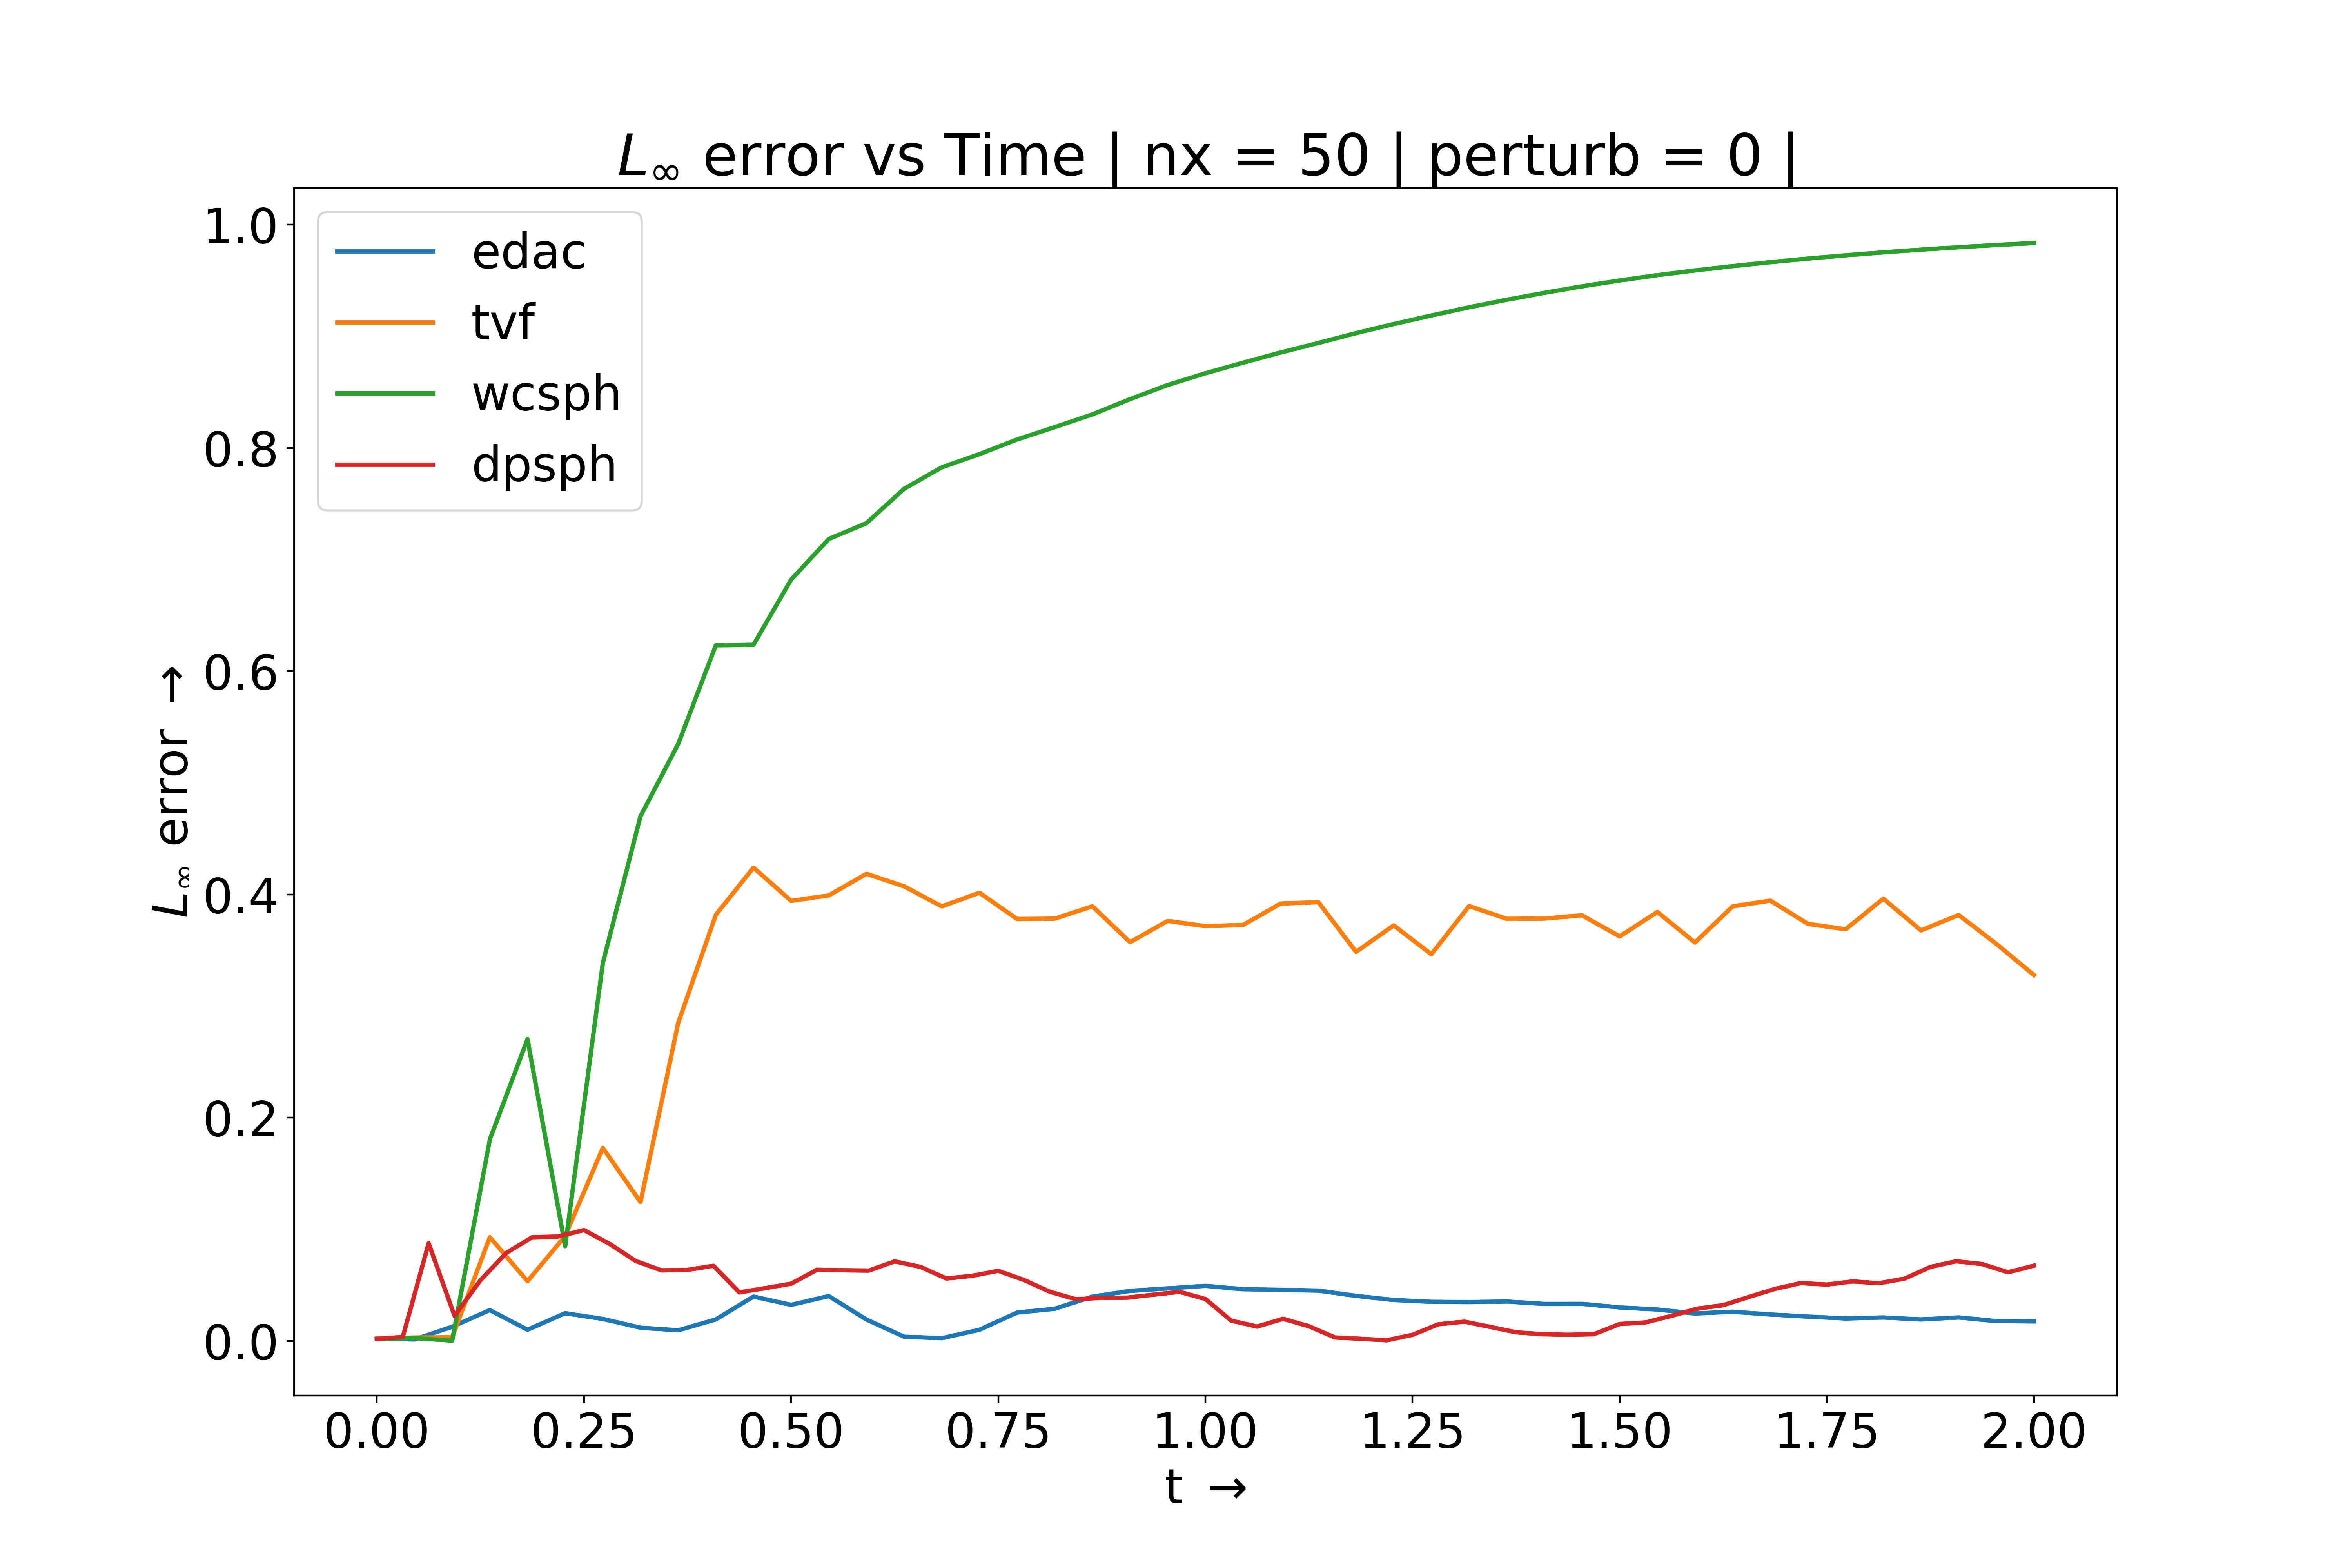 L∞ error vs Time | nx = 50 | perturb = 0 |
edac
tvf
wcsph
dpsph
L∞ error →
1.0
0.8
0.6
0.4
0.2
0.0
0.00 0.25 0.50 0.75 1.00 1.25 1.50 1.75 2.00
t →